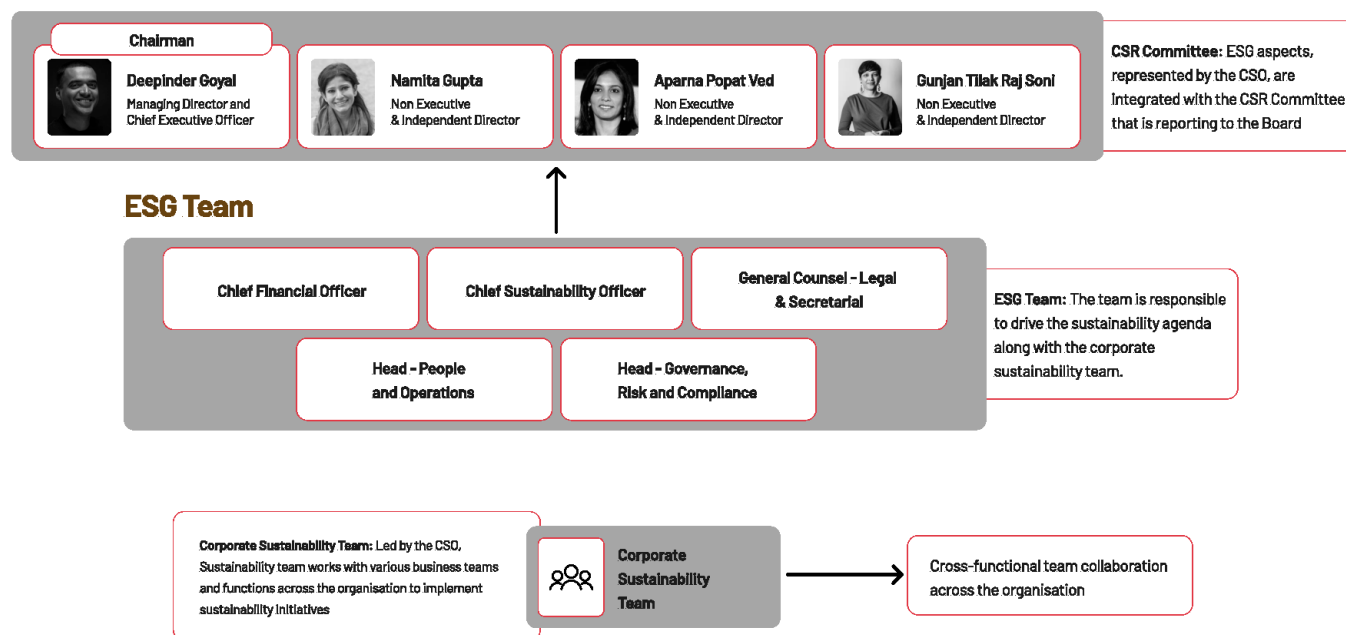 Chairman
Deepinder Goyal
Managing Director and
Chief Executive Officer
Namita Gupta
Non Executive
& Independent Director
Aparna Popat Ved
Non Executive
& Independent Director
Gunjan Tilak Raj Soni
Non Executive
& Independent Director
CSR Committee: ESG aspects,
represented by the CSO, are
integrated with the CSR Committee
that is reporting to the Board
ESG Team
Chief Financial Officer
Chief Sustainability Officer
General Counsel - Legal
& Secretarial
Head - People
and Operations
Head - Governance,
Risk and Compliance
ESG Team: The team is responsible
to drive the sustainability agenda
along with the corporate
sustainability team.
Corporate Sustainability Team: Led by the CSO,
Sustainability team works with various business teams
and functions across the organisation to implement
sustainability initiatives
Corporate
Sustainability
Team
Cross-functional team collaboration
across the organisation